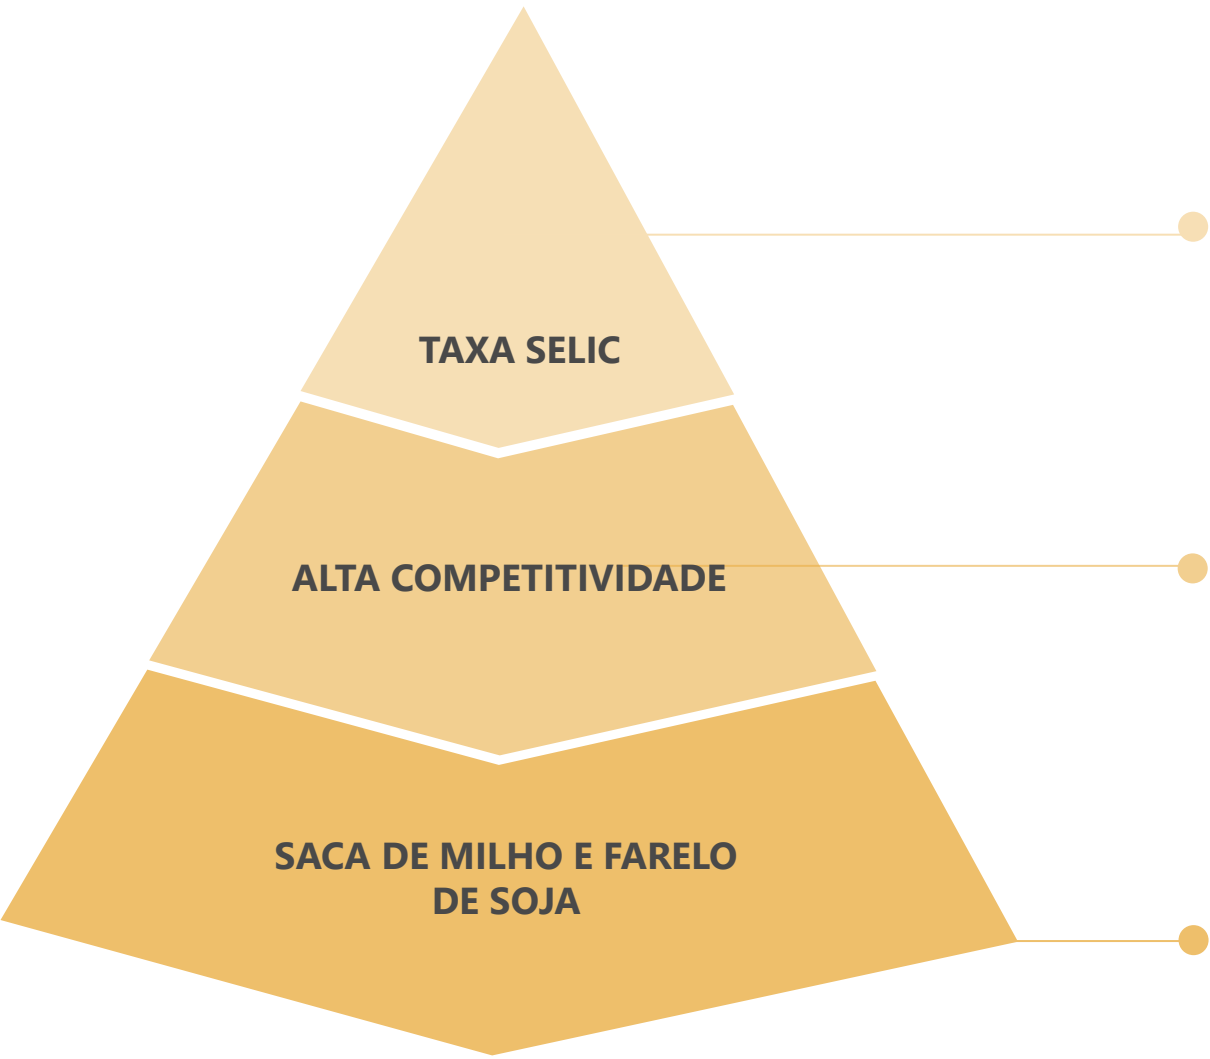 TAXA SELIC
ALTA COMPETITIVIDADE
SACA DE MILHO E FARELO
DE SOJA